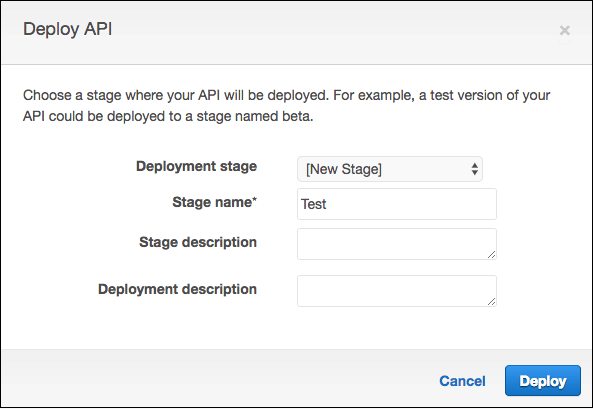 Deploy API
×
Choose a stage where your API will be deployed. For example, a test version of your
API could be deployed to a stage named beta.
Deployment stage [New Stage]
Stage name* Test
Stage description
Deployment description
Cancel Deploy